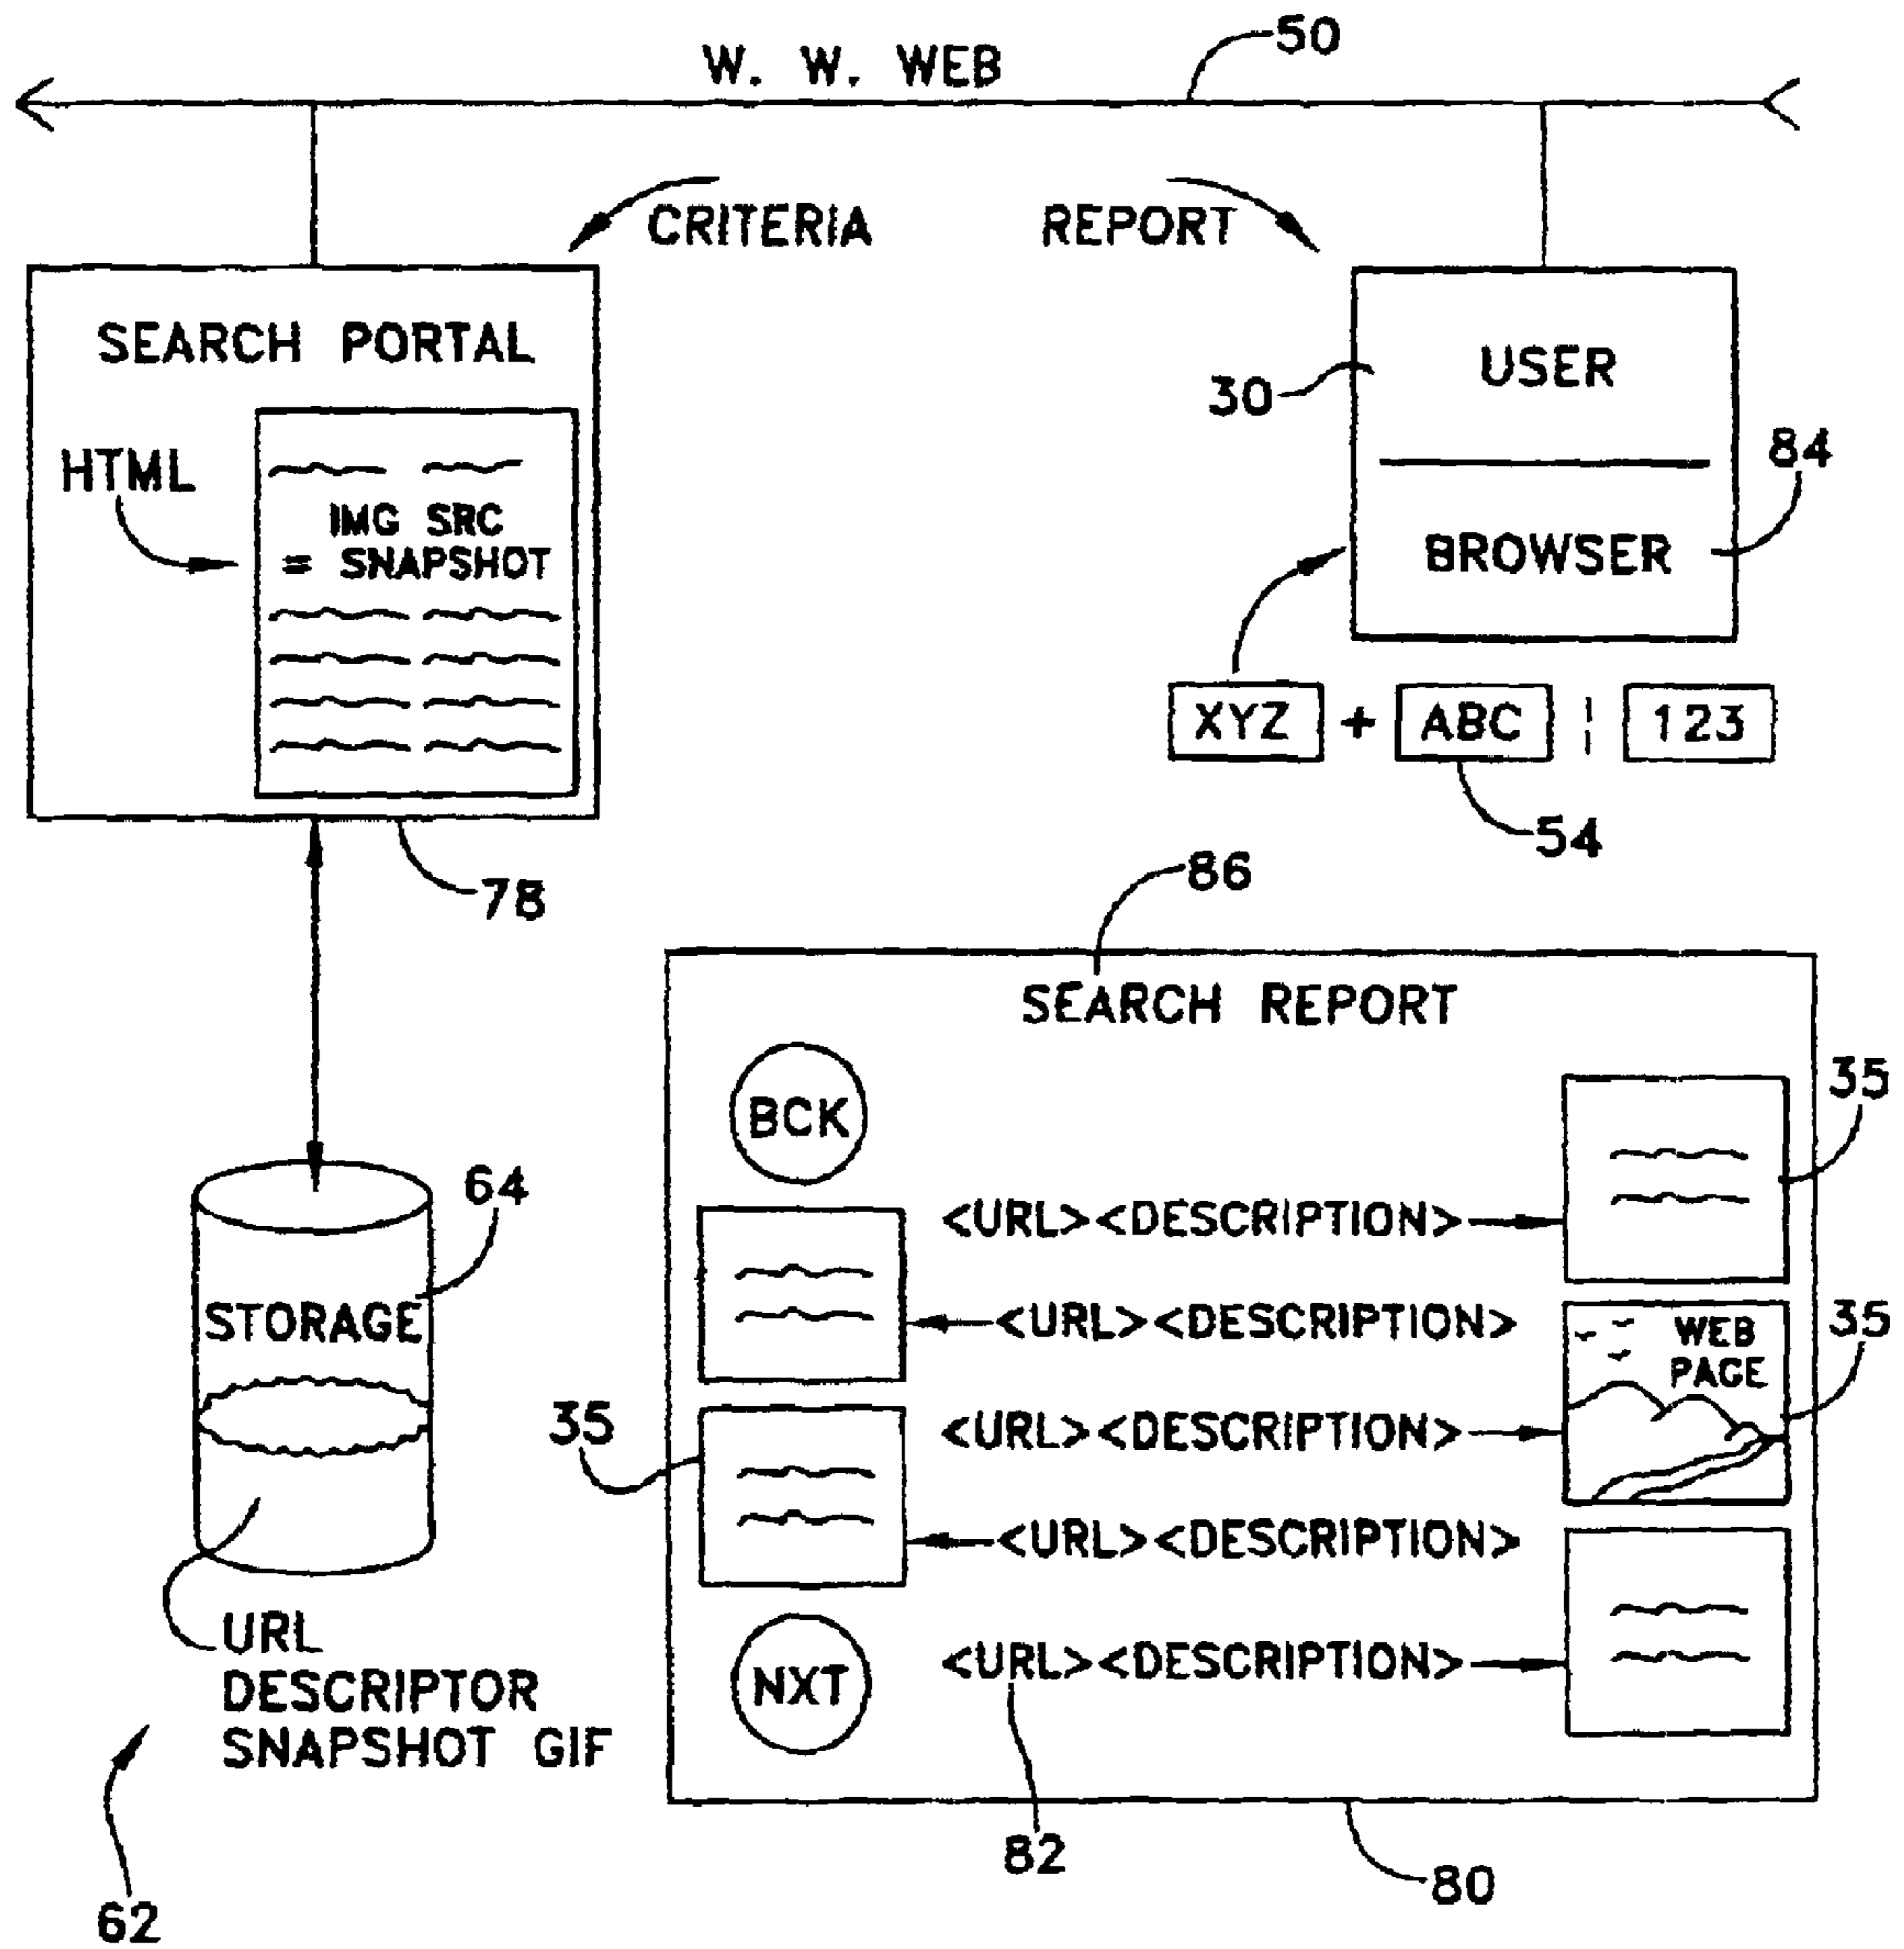 50
W. W. WEB
CRITERIA
REPORT
SEARCH PORTAL
HTML
IMG SRC
= SNAPSHOT
78
30
USER
84
BROWSER
XYZ + ABC ¦ 123
54
86
SEARCH REPORT
BCK
35
<URL><DESCRIPTION>
<URL><DESCRIPTION>
WEB
PAGE
35
35
<URL><DESCRIPTION>
<URL><DESCRIPTION>
NXT
<URL><DESCRIPTION>
82
80
64
STORAGE
URL
DESCRIPTOR
SNAPSHOT GIF
62